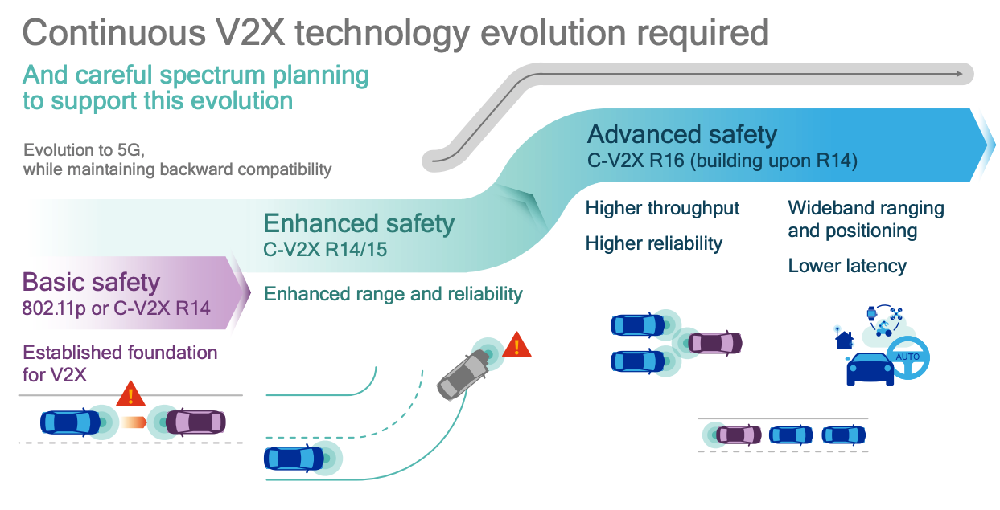 Continuous V2X technology evolution required
And careful spectrum planning
to support this evolution
Evolution to 5G,
while maintaining backward compatibility
Basic safety
802.11p or C-V2X R14
Established foundation
for V2X
Enhanced safety
C-V2X R14/15
Enhanced range and reliability
Advanced safety
C-V2X R16 (building upon R14)
Higher throughput
Higher reliability
Wideband ranging
and positioning
Lower latency
!
!
AUTO